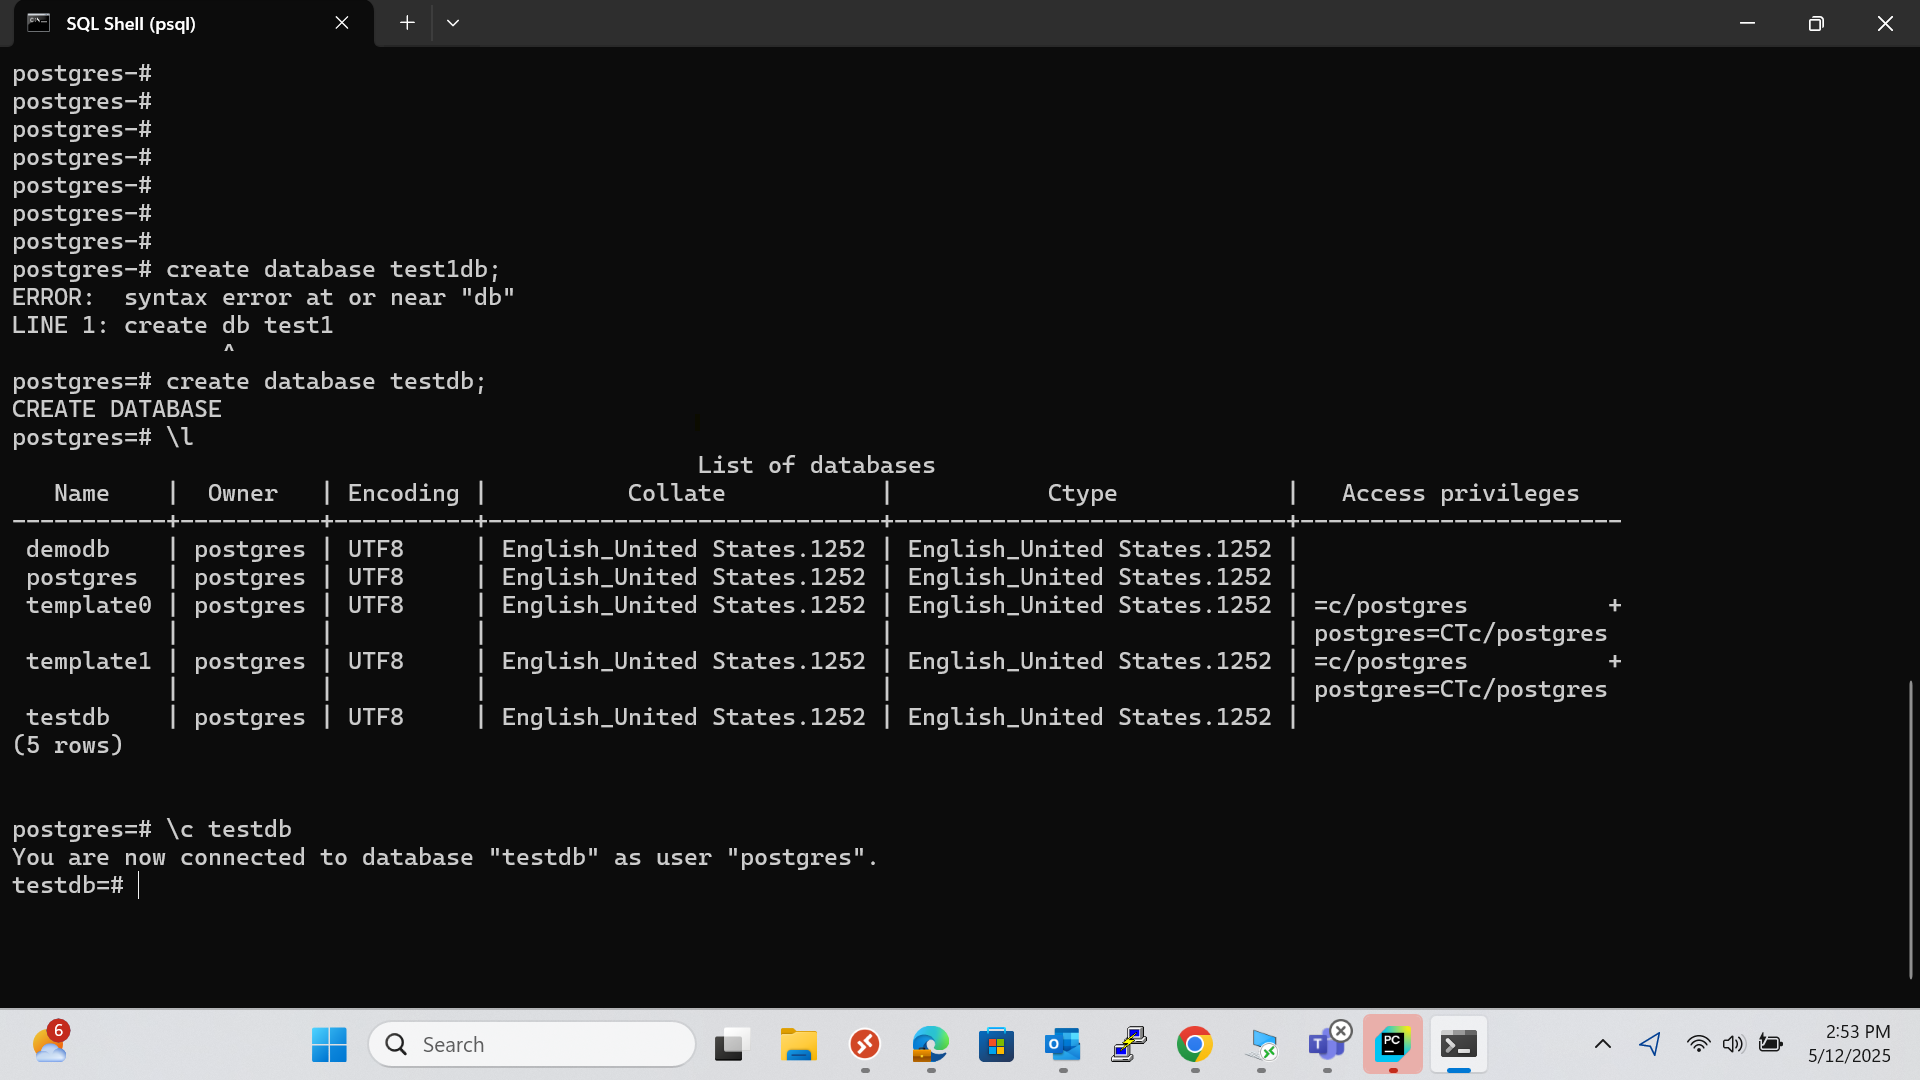 SQL Shell (psql)
postgres-#
postgres-#
postgres-#
postgres-#
postgres-#
postgres-#
postgres-#
postgres-# create database test1db;
ERROR:  syntax error at or near "db"
LINE 1: create db test1
               ^
postgres=# create database testdb;
CREATE DATABASE
postgres=# \l
                                                 List of databases
   Name    |  Owner   | Encoding |          Collate           |           Ctype            |   Access privileges
-----------+----------+----------+----------------------------+----------------------------+-----------------------
 demodb    | postgres | UTF8     | English_United States.1252 | English_United States.1252 |
 postgres  | postgres | UTF8     | English_United States.1252 | English_United States.1252 |
 template0 | postgres | UTF8     | English_United States.1252 | English_United States.1252 | =c/postgres          +
           |          |          |                            |                            | postgres=CTc/postgres
 template1 | postgres | UTF8     | English_United States.1252 | English_United States.1252 | =c/postgres          +
           |          |          |                            |                            | postgres=CTc/postgres
 testdb    | postgres | UTF8     | English_United States.1252 | English_United States.1252 |
(5 rows)
postgres=# \c testdb
You are now connected to database "testdb" as user "postgres".
testdb=#
6
Search
PC
2:53 PM
5/12/2025